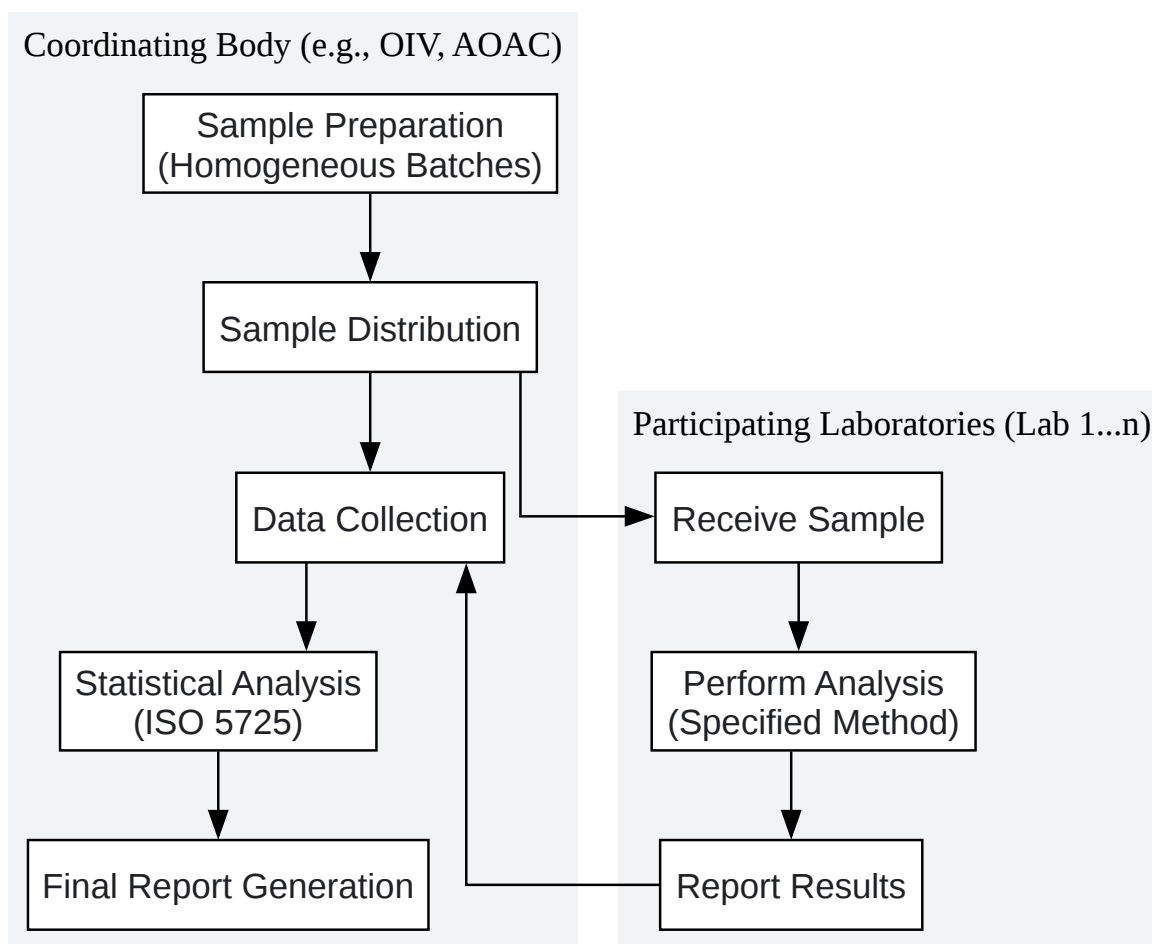 Coordinating Body (e.g., OIV, AOAC)
Sample Preparation
(Homogeneous Batches)
Sample Distribution
Data Collection
Statistical Analysis
(ISO 5725)
Final Report Generation
Participating Laboratories (Lab 1...n)
Receive Sample
Perform Analysis
(Specified Method)
Report Results